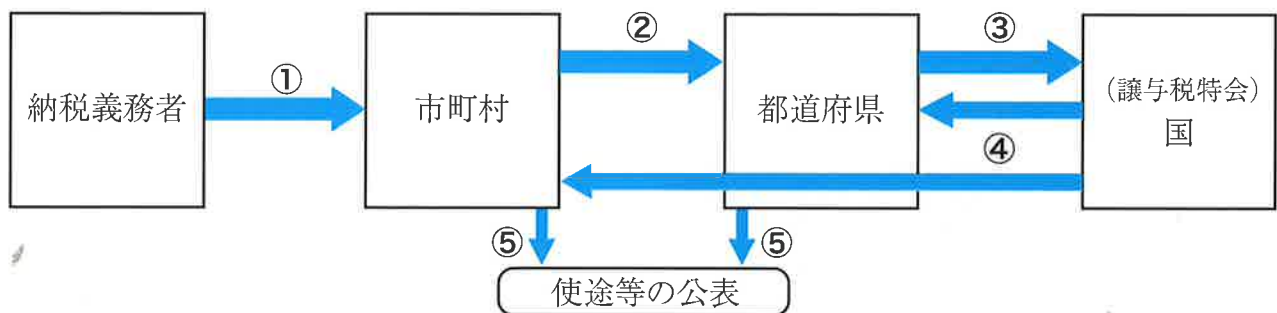 ①
②
③
納税義務者
市町村
都道府県
(譲与税特会)
国
④
⑤
⑤
使途等の公表